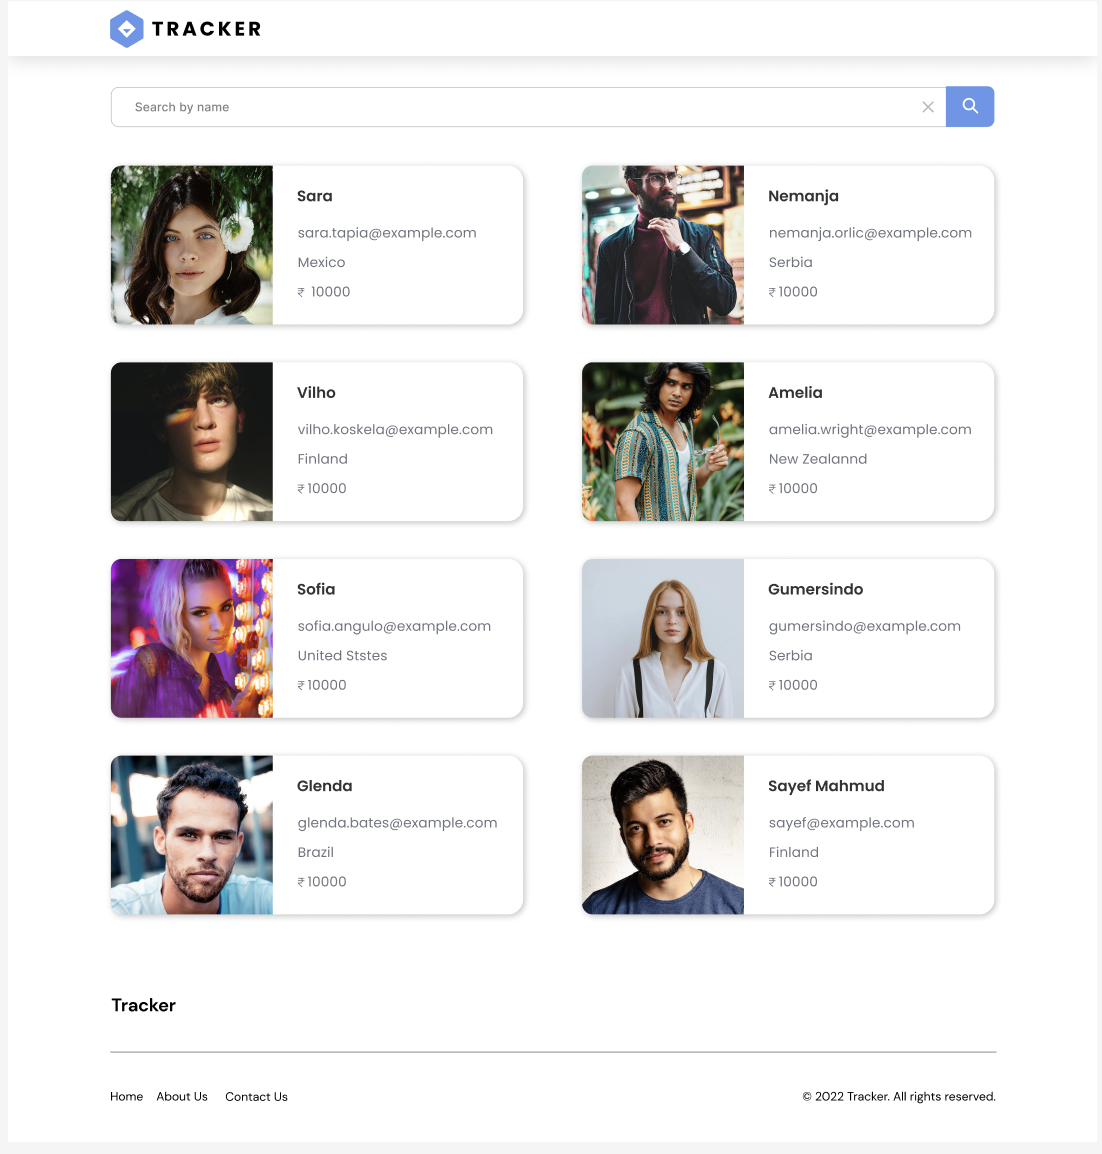 TRACKER
Search by name
Sara
sara.tapia@example.com
Mexico
₹ 10000
Nemanja
nemanja.orlic@example.com
Serbia
₹ 10000
Vilho
vilho.koskela@example.com
Finland
₹ 10000
Amelia
amelia.wright@example.com
New Zealannd
₹ 10000
Sofia
sofia.angulo@example.com
United Ststes
₹ 10000
Gumersindo
gumersindo@example.com
Serbia
₹ 10000
Glenda
glenda.bates@example.com
Brazil
₹ 10000
Sayef Mahmud
sayef@example.com
Finland
₹ 10000
Tracker
Home About Us Contact Us © 2022 Tracker. All rights reserved.